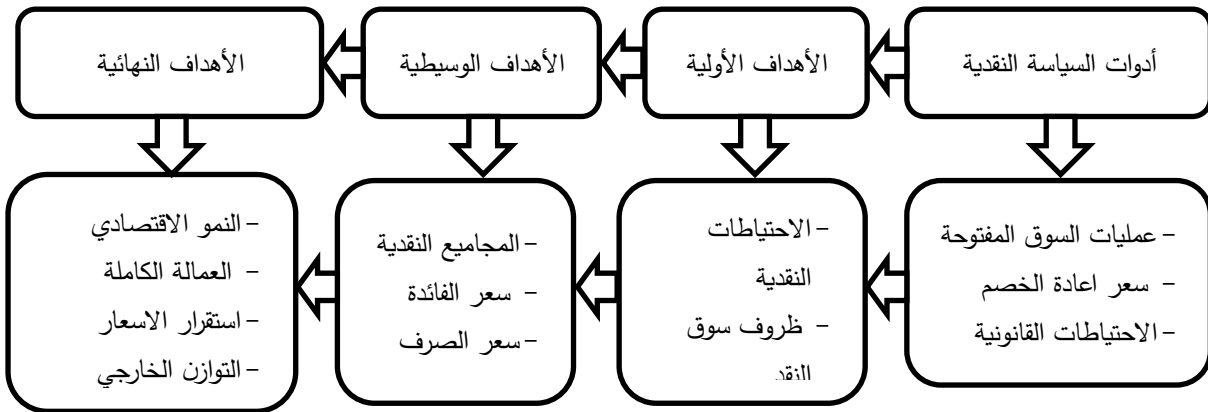 أدوات السياسة النقدية
الأهداف الأولية
الأهداف الوسيطية
الأهداف النهائية
- عمليات السوق المفتوحة
- سعر اعادة الخصم
- الاحتياطات القانونية
- الاحتياطات
النقدية
- ظروف سوق
النقد
- المجاميع النقدية
- سعر الفائدة
- سعر الصرف
- النمو الاقتصادي
- العمالة الكاملة
- استقرار الاسعار
- التوازن الخارجي